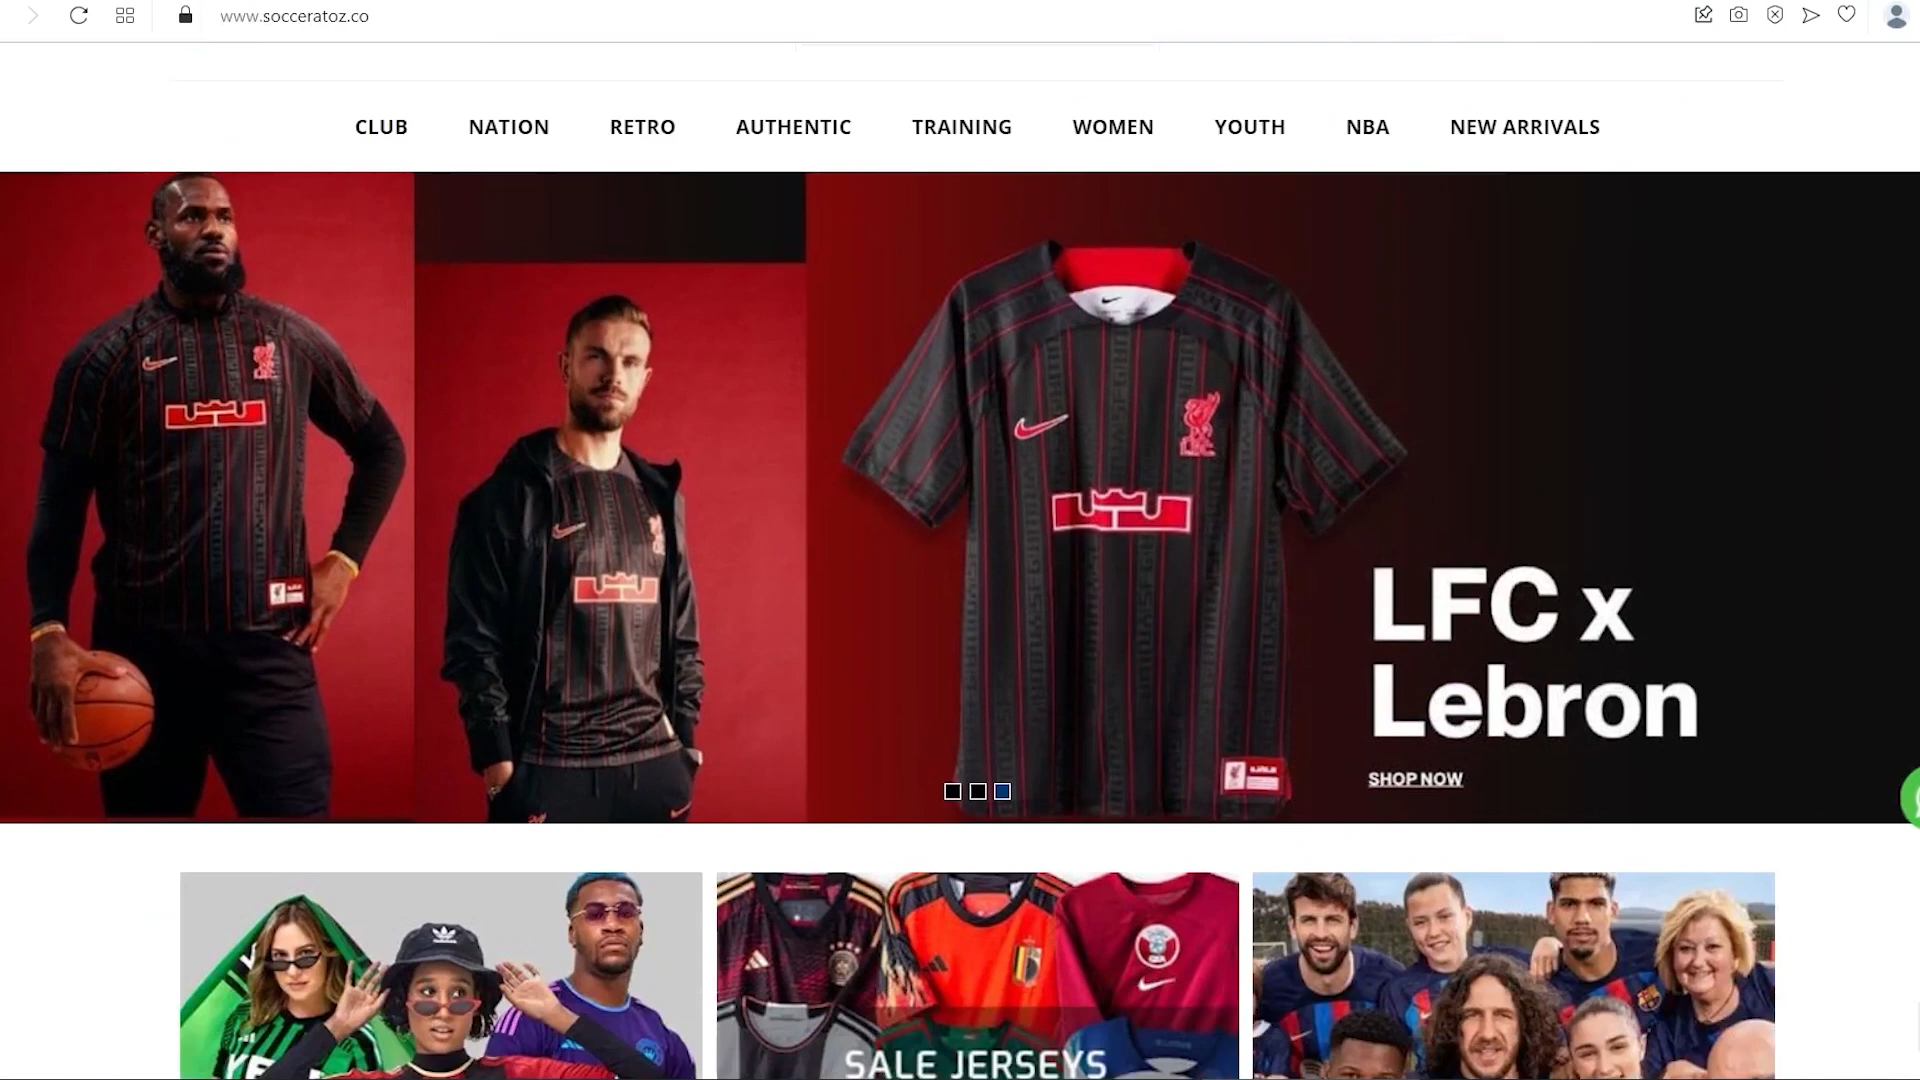 www.socceratoz.co
CLUB
NATION
RETRO
AUTHENTIC
TRAINING
WOMEN
YOUTH
NBA
NEW ARRIVALS
LFC x
Lebron
SHOP NOW
SALE JERSEYS